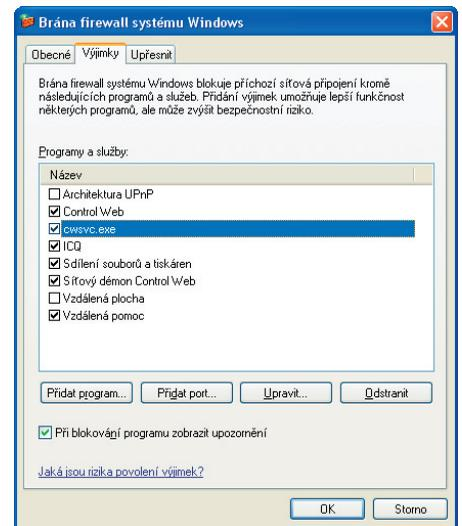 Brána firewall systému Windows
Obecné Výjimky Upřesnit
Brána firewall systému Windows blokuje příchozí síťová připojení kromě
následujících programů a služeb. Přidání výjimek umožňuje lepší funkčnost
některých programů, ale může zvýšit bezpečnostní riziko.
Programy a služby:
Název
Architektura UPnP
Control Web
cwsvc.exe
ICQ
Sdílení souborů a tiskáren
Síťový démon Control Web
Vzdálená plocha
Vzdálená pomoc
Přidat program... Přidat port... Upravit... Odstranit
Při blokování programu zobrazit upozornění
Jaká jsou rizika povolení výjimek?
OK Storno